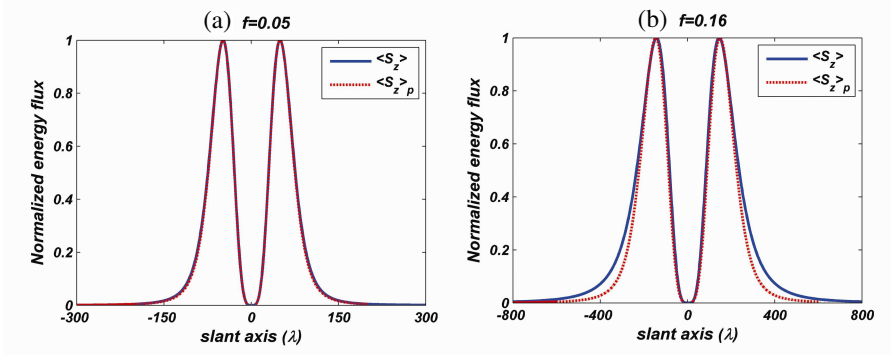 (a) f=0.05
Normalized energy flux
1
0.8
0.6
0.4
0.2
0
<S_z>
<S_z>_p
-300 -150 0 150 300
slant axis (λ)
(b) f=0.16
Normalized energy flux
1
0.8
0.6
0.4
0.2
0
<S_z>
<S_z>_p
-800 -400 0 400 800
slant axis (λ)